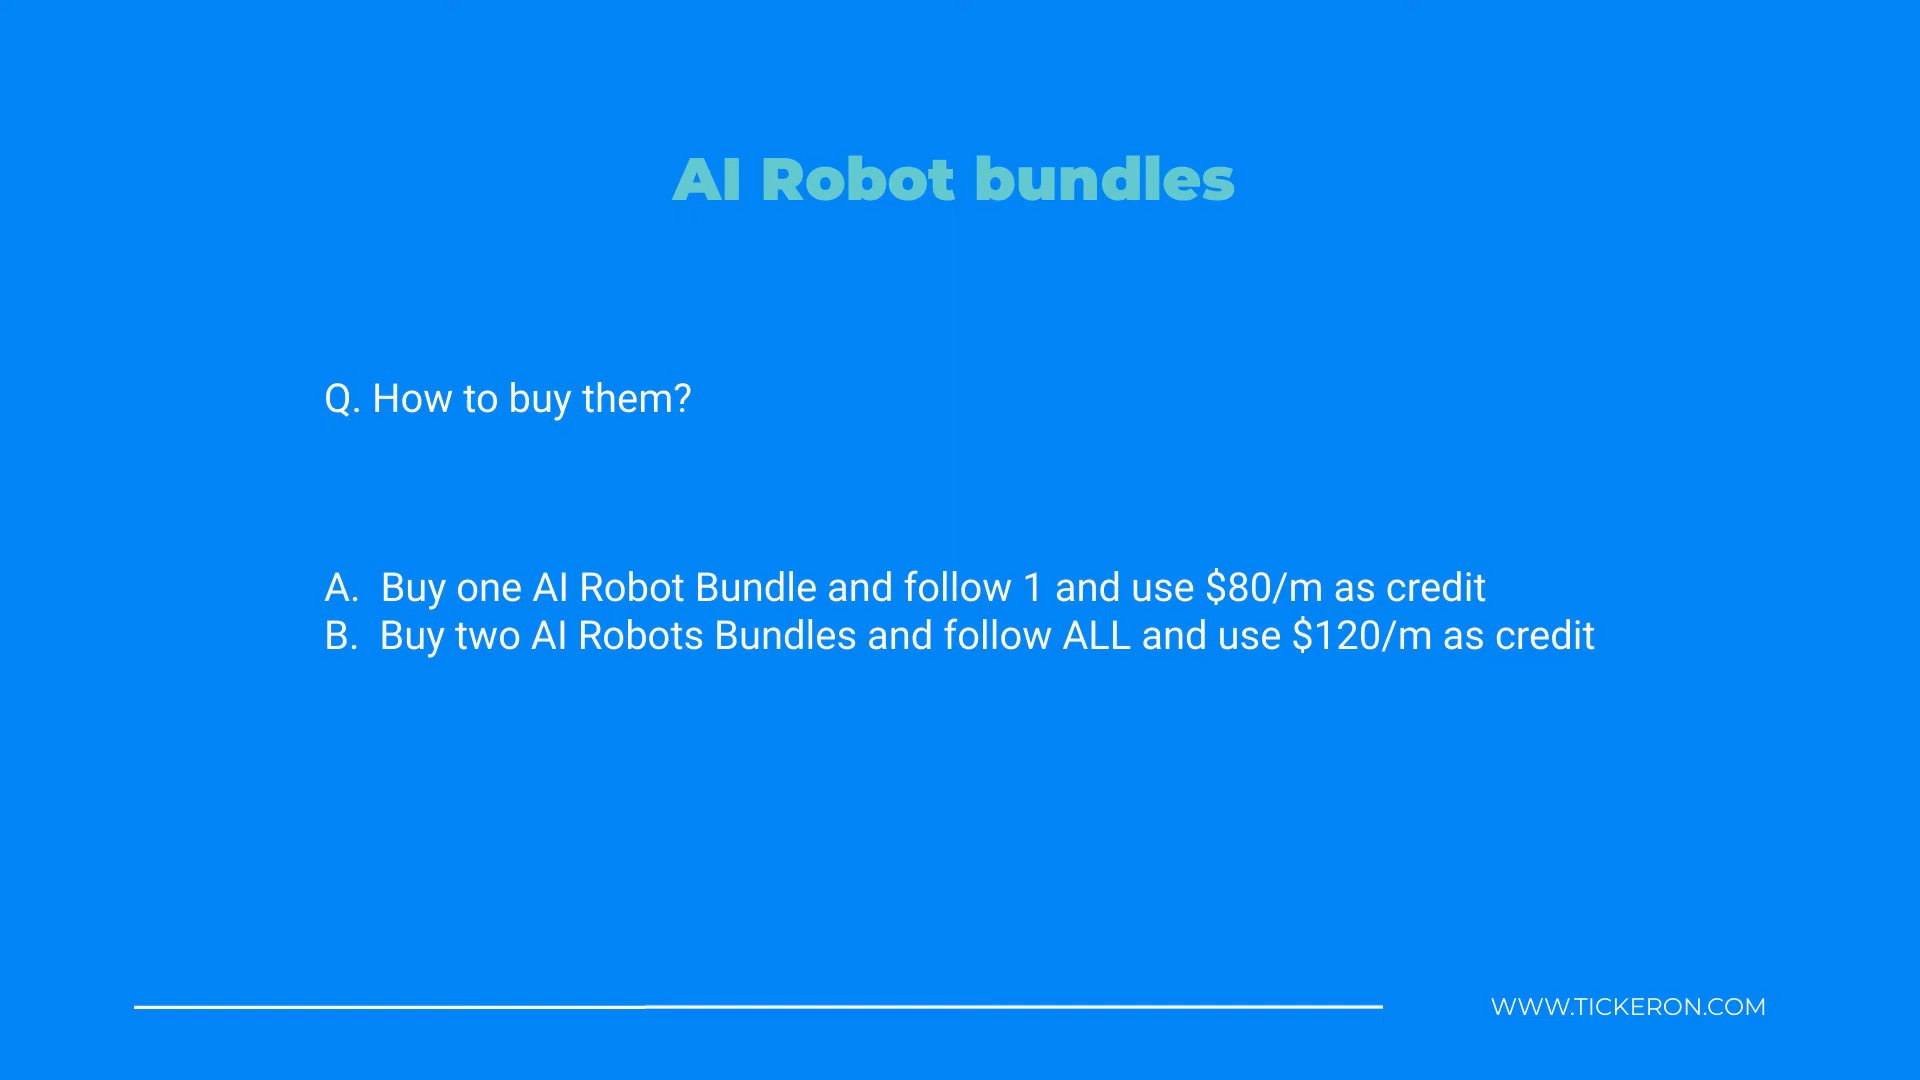 AI Robot bundles
Q. How to buy them?
A. Buy one AI Robot Bundle and follow 1 and use $80/m as credit
B. Buy two AI Robots Bundles and follow ALL and use $120/m as credit
WWW.TICKERON.COM